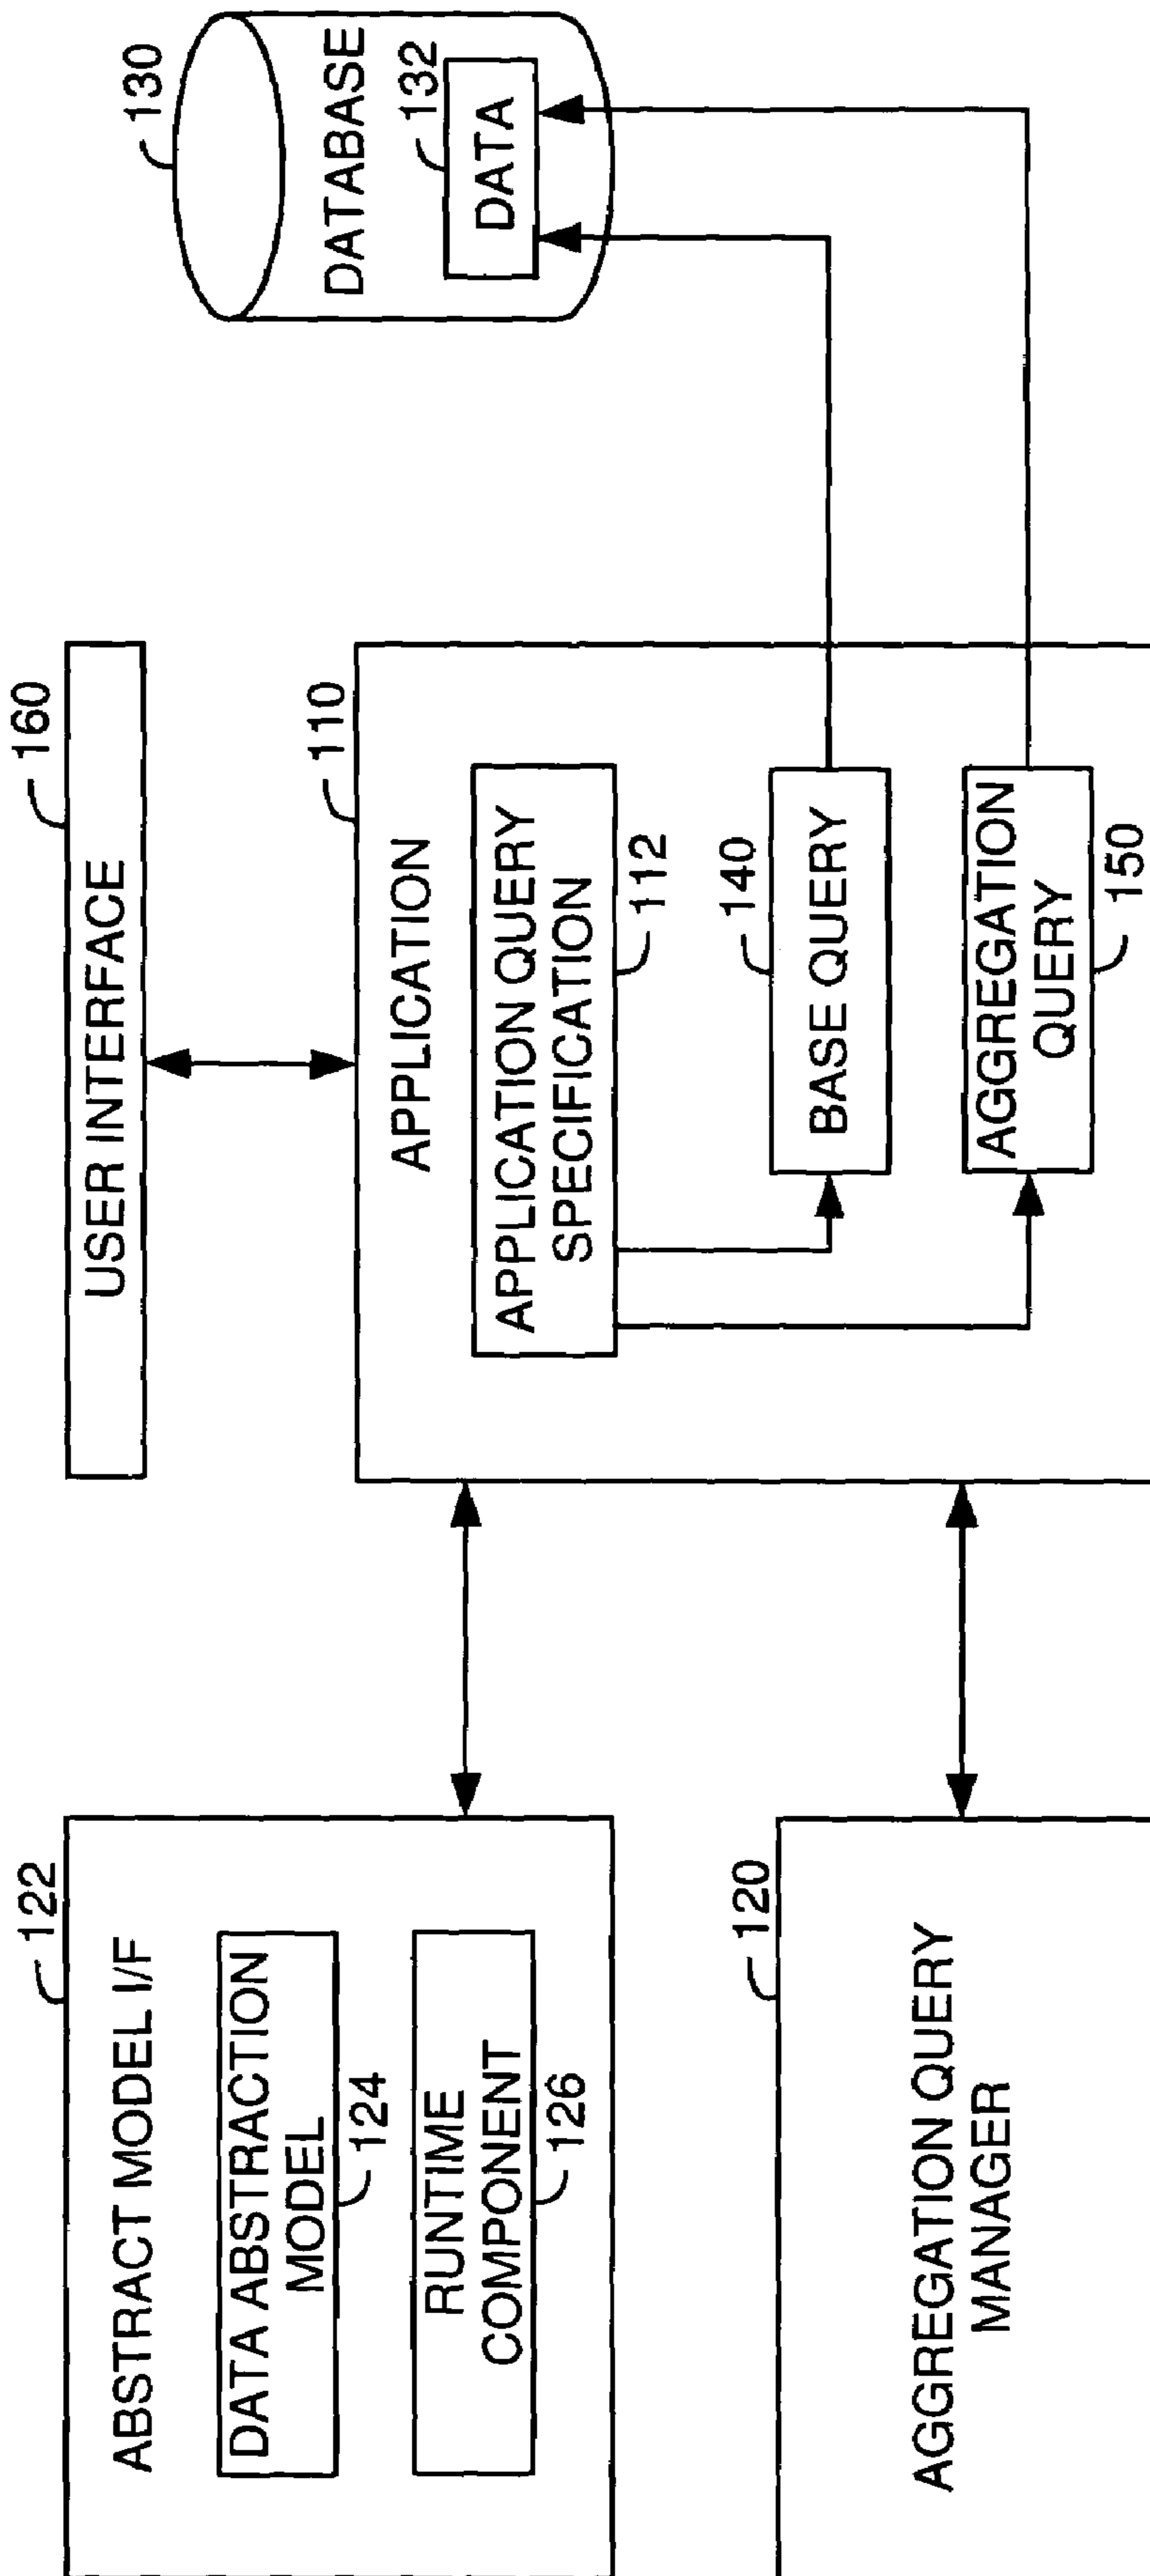 160
USER INTERFACE
122
ABSTRACT MODEL I/F
DATA ABSTRACTION
MODEL
124
RUNTIME
COMPONENT
126
120
AGGREGATION QUERY
MANAGER
110
APPLICATION
APPLICATION QUERY
SPECIFICATION
112
140
BASE QUERY
AGGREGATION
QUERY
150
130
DATABASE
132
DATA